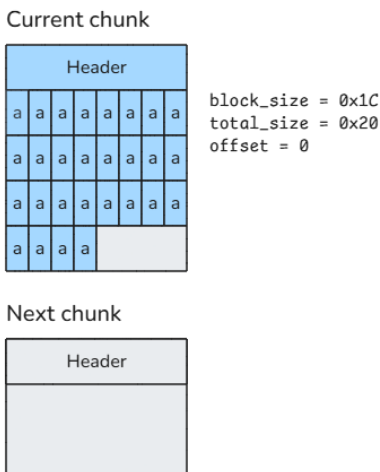 Current chunk
Header
block_size = 0x1C
total_size = 0x20
offset = 0
a a a a a a a a
a a a a a a a a
a a a a a a a a
a a a a
Next chunk
Header